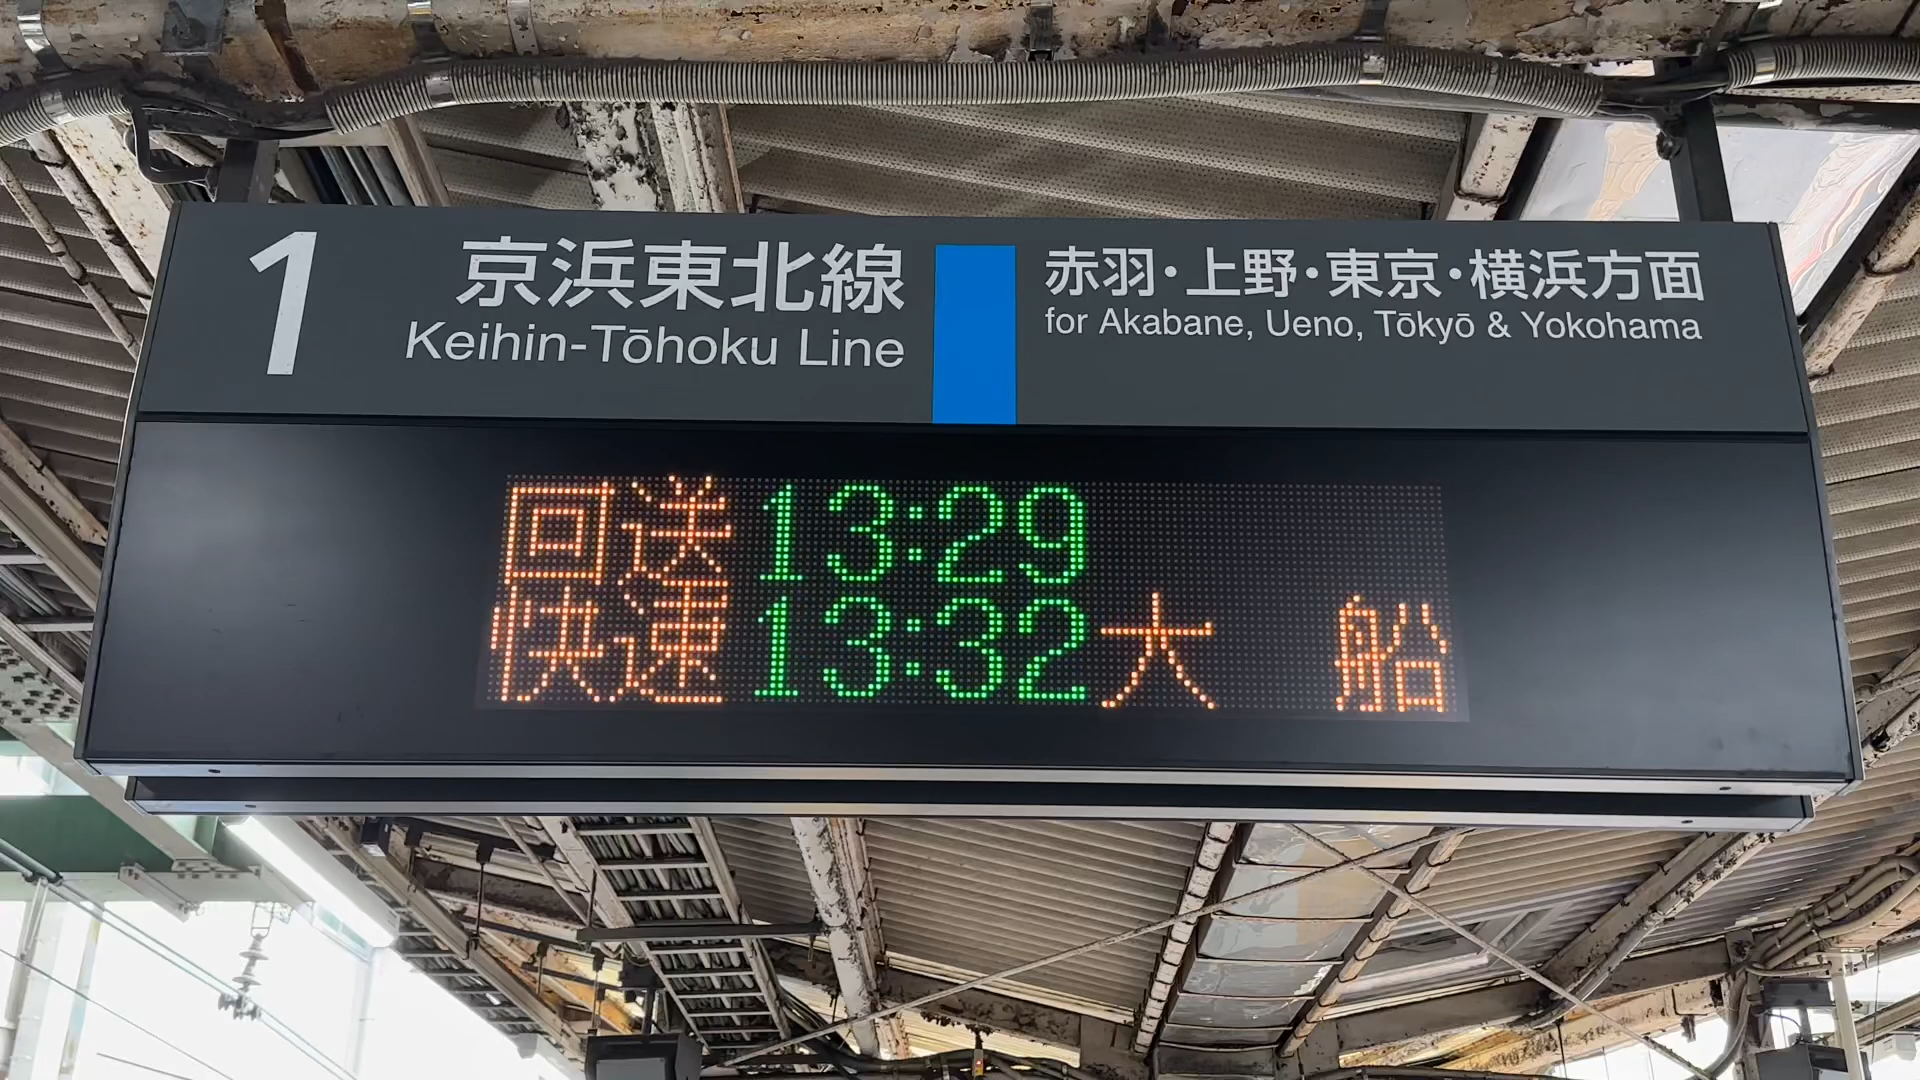 1 京浜東北線
Keihin-Tōhoku Line
赤羽・上野・東京・横浜方面
for Akabane, Ueno, Tōkyō & Yokohama
回送 13:29
快速 13:32 大 船